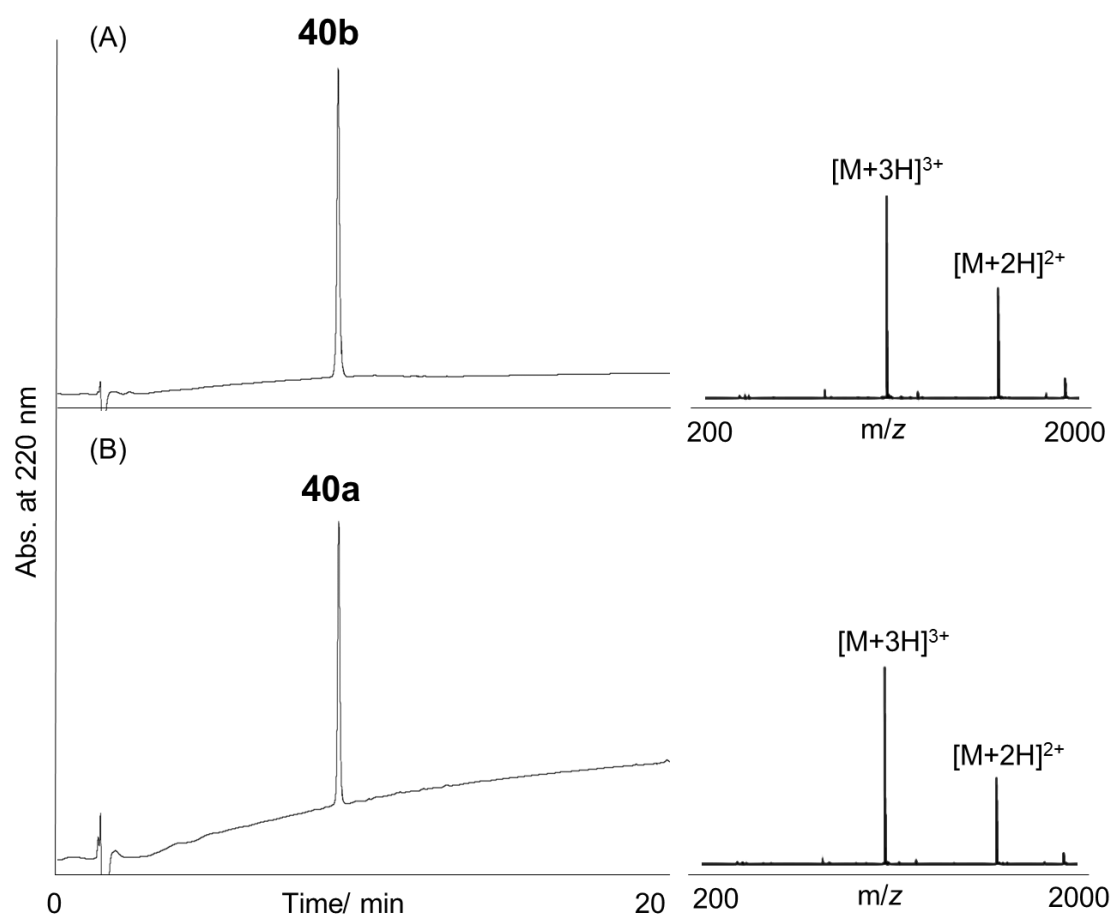 (A)
40b
[M+3H]³⁺
[M+2H]²⁺
200 m/z 2000
Abs. at 220 nm
(B)
40a
[M+3H]³⁺
[M+2H]²⁺
0 Time/ min 20
200 m/z 2000